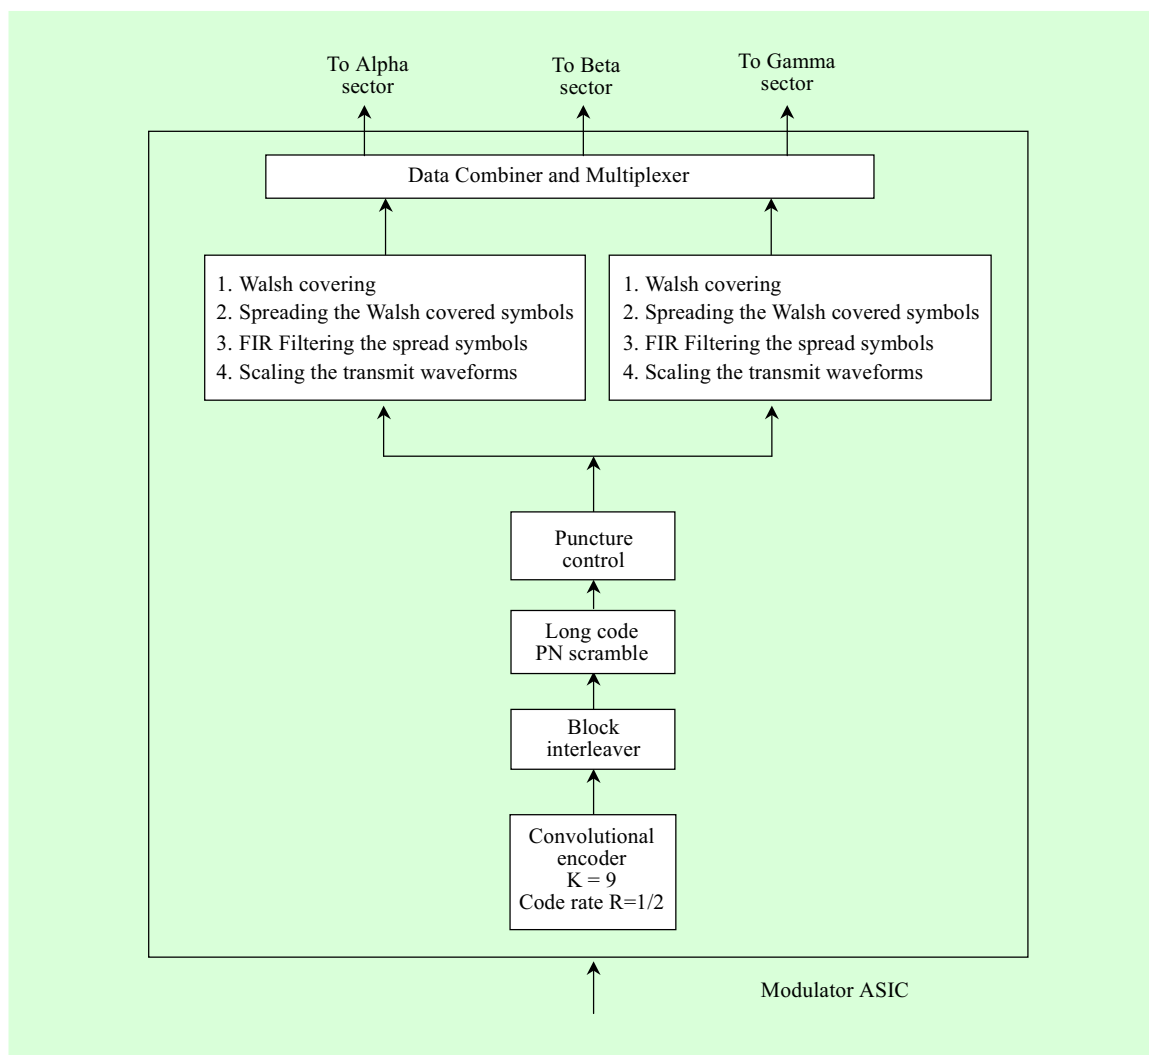 To Alpha
sector
To Beta
sector
To Gamma
sector
Data Combiner and Multiplexer
1. Walsh covering
2. Spreading the Walsh covered symbols
3. FIR Filtering the spread symbols
4. Scaling the transmit waveforms
1. Walsh covering
2. Spreading the Walsh covered symbols
3. FIR Filtering the spread symbols
4. Scaling the transmit waveforms
Puncture
control
Long code
PN scramble
Block
interleaver
Convolutional
encoder
K = 9
Code rate R=1/2
Modulator ASIC